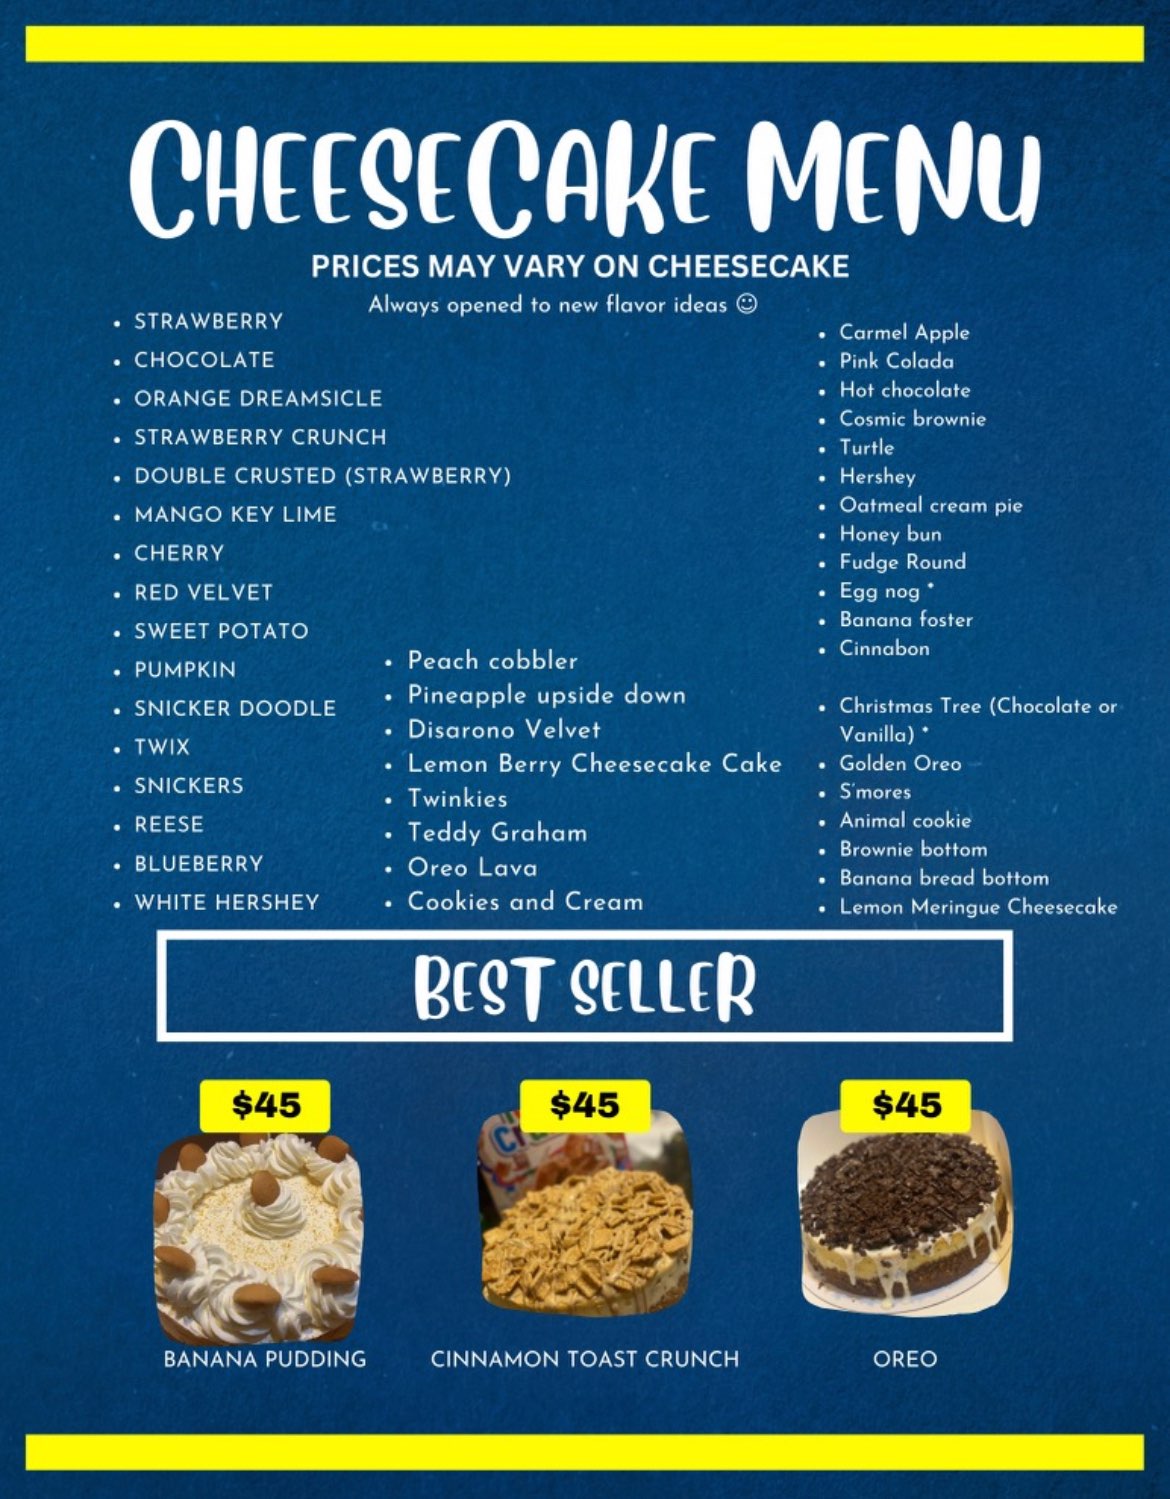 CHEESECAKE MENU
PRICES MAY VARY ON CHEESECAKE
Always opened to new flavor ideas ☺
• STRAWBERRY
• CHOCOLATE
• ORANGE DREAMSICLE
• STRAWBERRY CRUNCH
• DOUBLE CRUSTED (STRAWBERRY)
• MANGO KEY LIME
• CHERRY
• RED VELVET
• SWEET POTATO
• PUMPKIN
• SNICKER DOODLE
• TWIX
• SNICKERS
• REESE
• BLUEBERRY
• WHITE HERSHEY
• Peach cobbler
• Pineapple upside down
• Disarono Velvet
• Lemon Berry Cheesecake Cake
• Twinkies
• Teddy Graham
• Oreo Lava
• Cookies and Cream
• Carmel Apple
• Pink Colada
• Hot chocolate
• Cosmic brownie
• Turtle
• Hershey
• Oatmeal cream pie
• Honey bun
• Fudge Round
• Egg nog *
• Banana foster
• Cinnabon
• Christmas Tree (Chocolate or
Vanilla) *
• Golden Oreo
• S'mores
• Animal cookie
• Brownie bottom
• Banana bread bottom
• Lemon Meringue Cheesecake
BEST SELLER
$45
$45
$45
BANANA PUDDING
CINNAMON TOAST CRUNCH
OREO